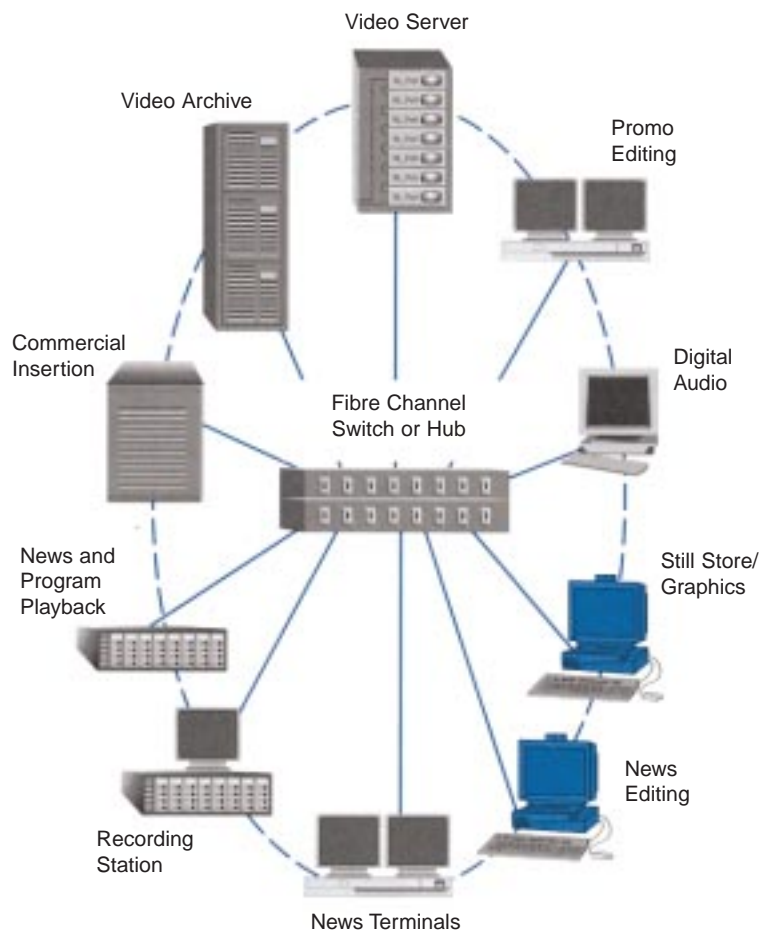 Video Server
Video Archive
Promo
Editing
Commercial
Insertion
Digital
Audio
Fibre Channel
Switch or Hub
News and
Program
Playback
Still Store/
Graphics
News
Editing
Recording
Station
News Terminals